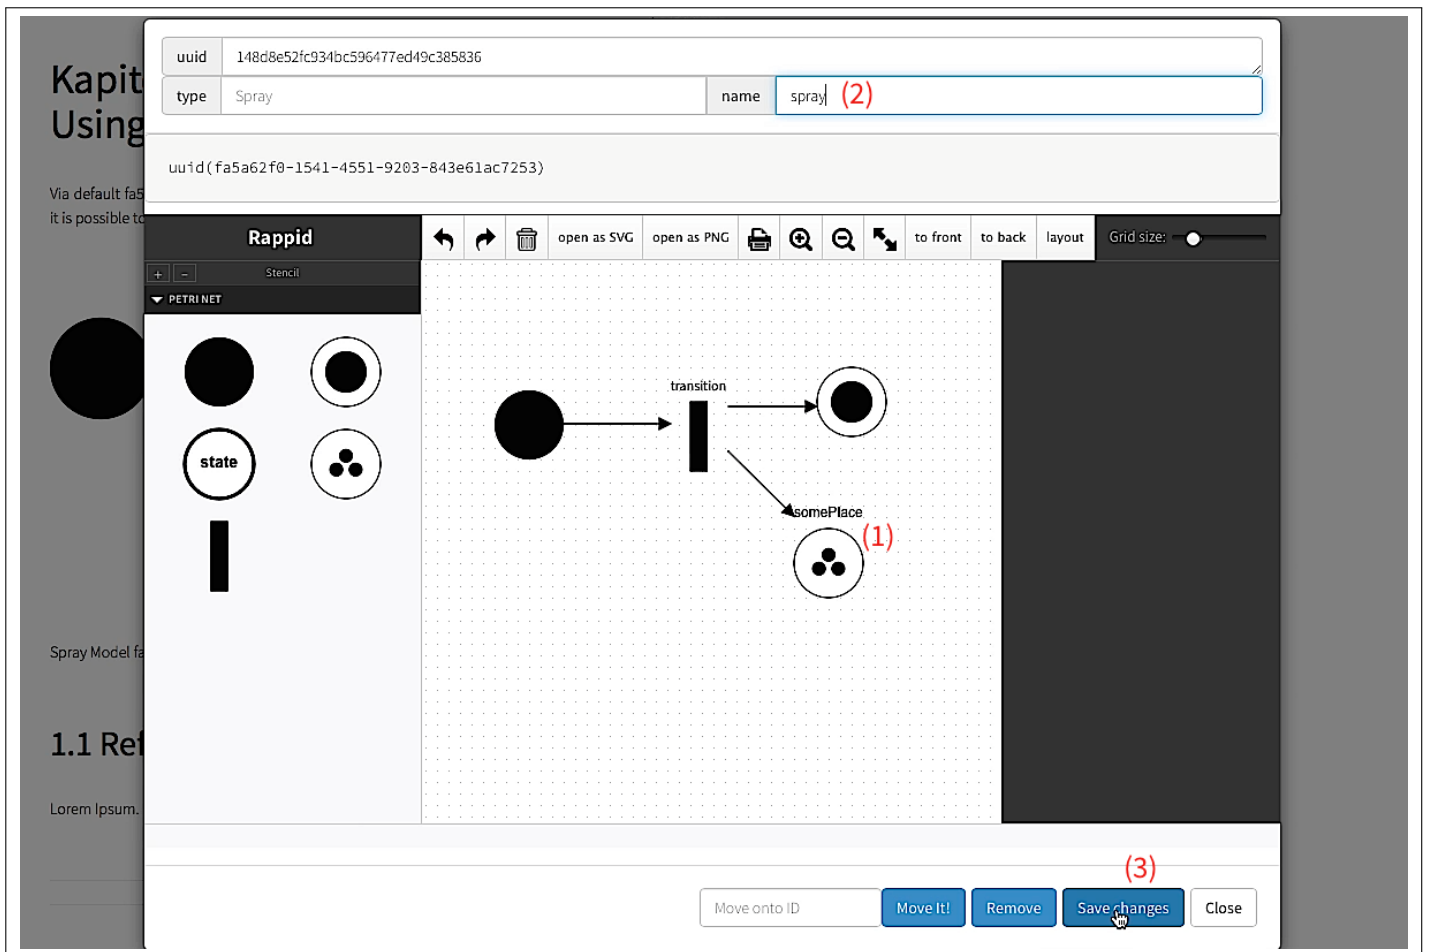 uuid 148d8e52fc934bc596477ed49c385836
type Spray name spray (2)
Kapit
Using
uuid(fa5a62f0-1541-4551-9203-843e61ac7253)
Via default fa5
it is possible to
Rappid open as SVG open as PNG to front to back layout Grid size:
+ - Stencil
PETRI NET
transition
state
somePlace
(1)
Spray Model fa
1.1 Ref
Lorem Ipsum.
(3)
Move onto ID Move It! Remove Save changes Close